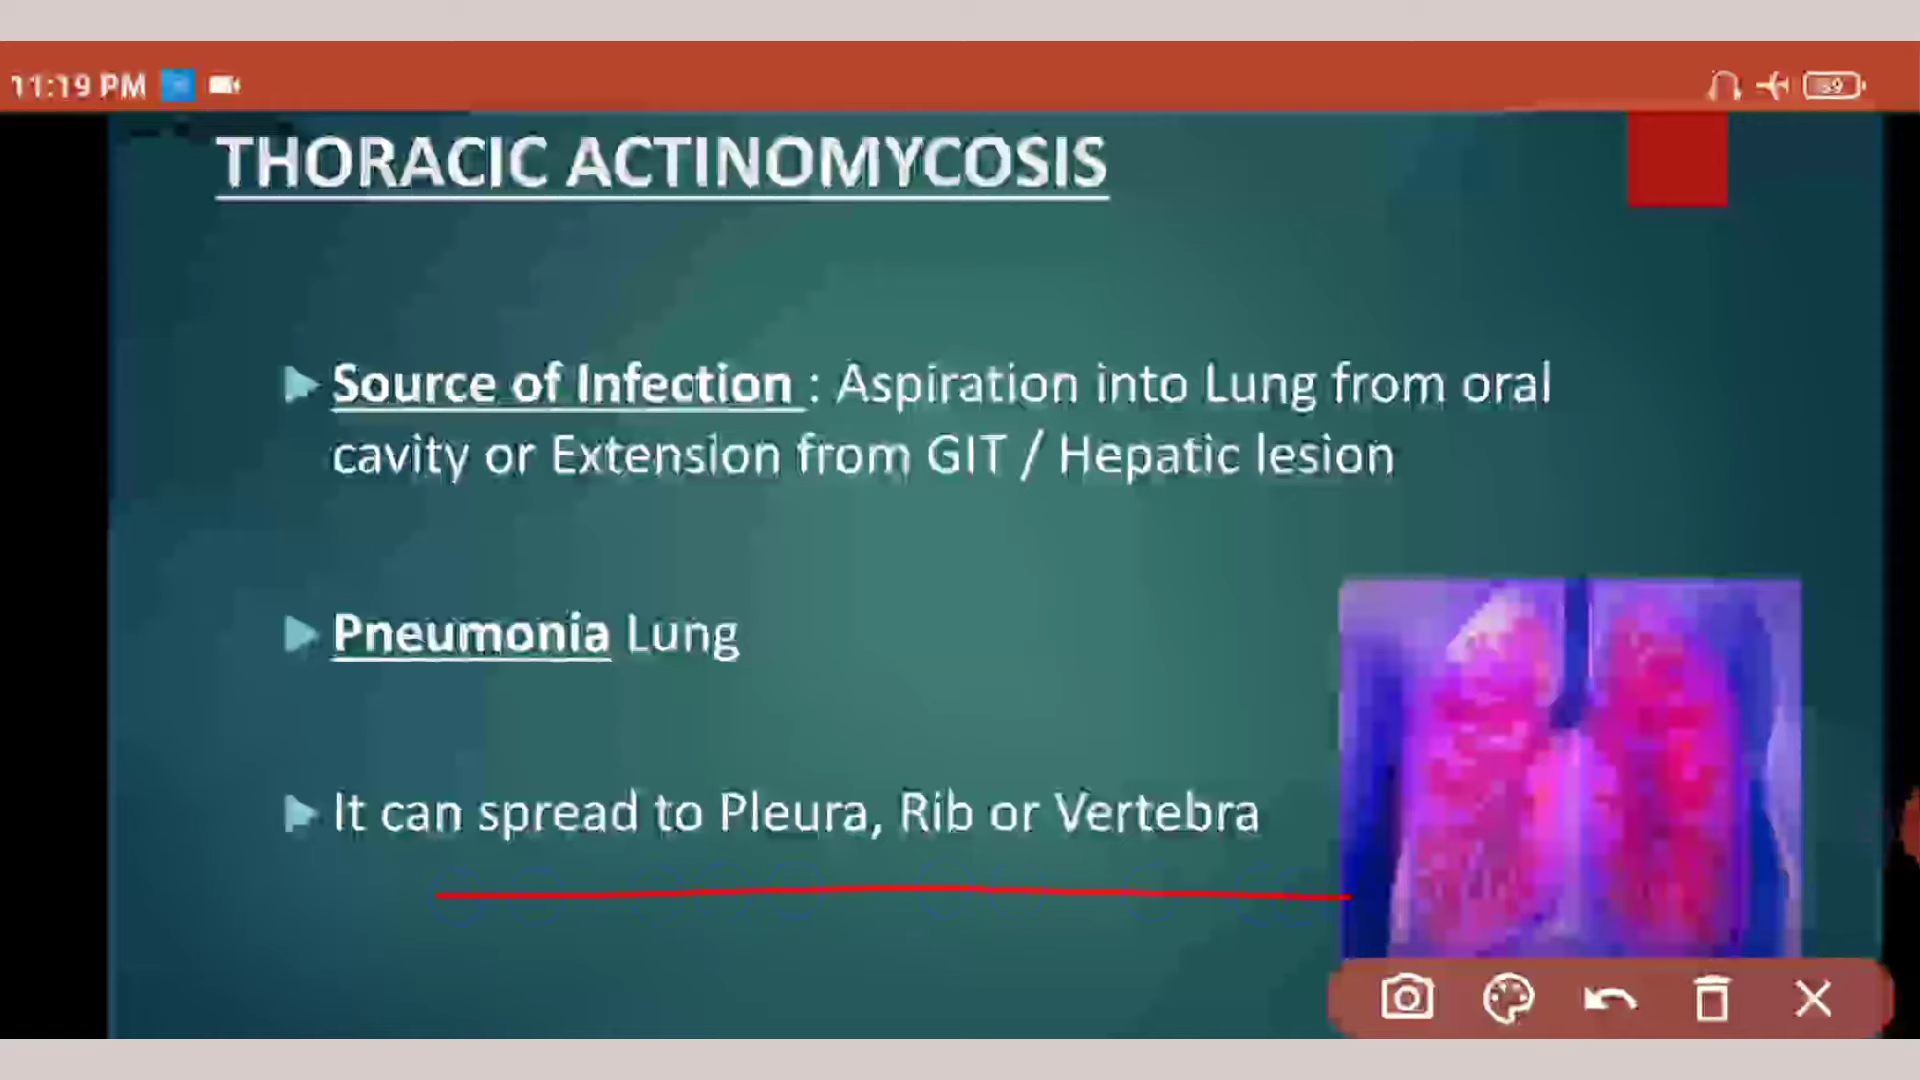 11:19 PM
59
THORACIC ACTINOMYCOSIS
Source of Infection : Aspiration into Lung from oral
cavity or Extension from GIT / Hepatic lesion
Pneumonia Lung
It can spread to Pleura, Rib or Vertebra